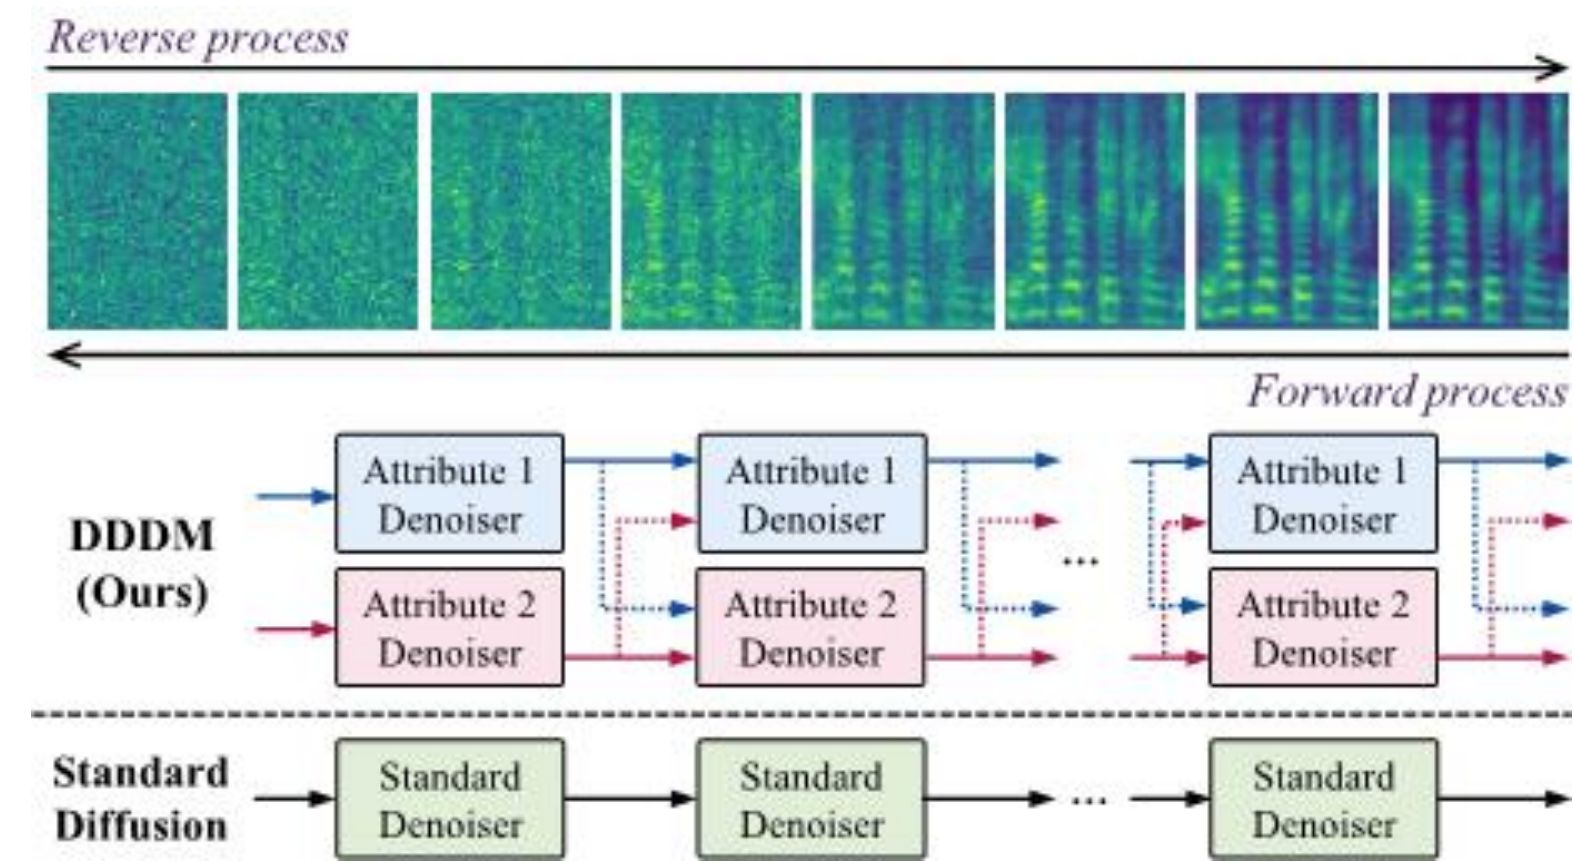 Reverse process
Forward process
DDDM
(Ours)
Attribute 1
Denoiser
Attribute 1
Denoiser
Attribute 1
Denoiser
...
Attribute 2
Denoiser
Attribute 2
Denoiser
Attribute 2
Denoiser
Standard
Diffusion
Standard
Denoiser
Standard
Denoiser
...
Standard
Denoiser